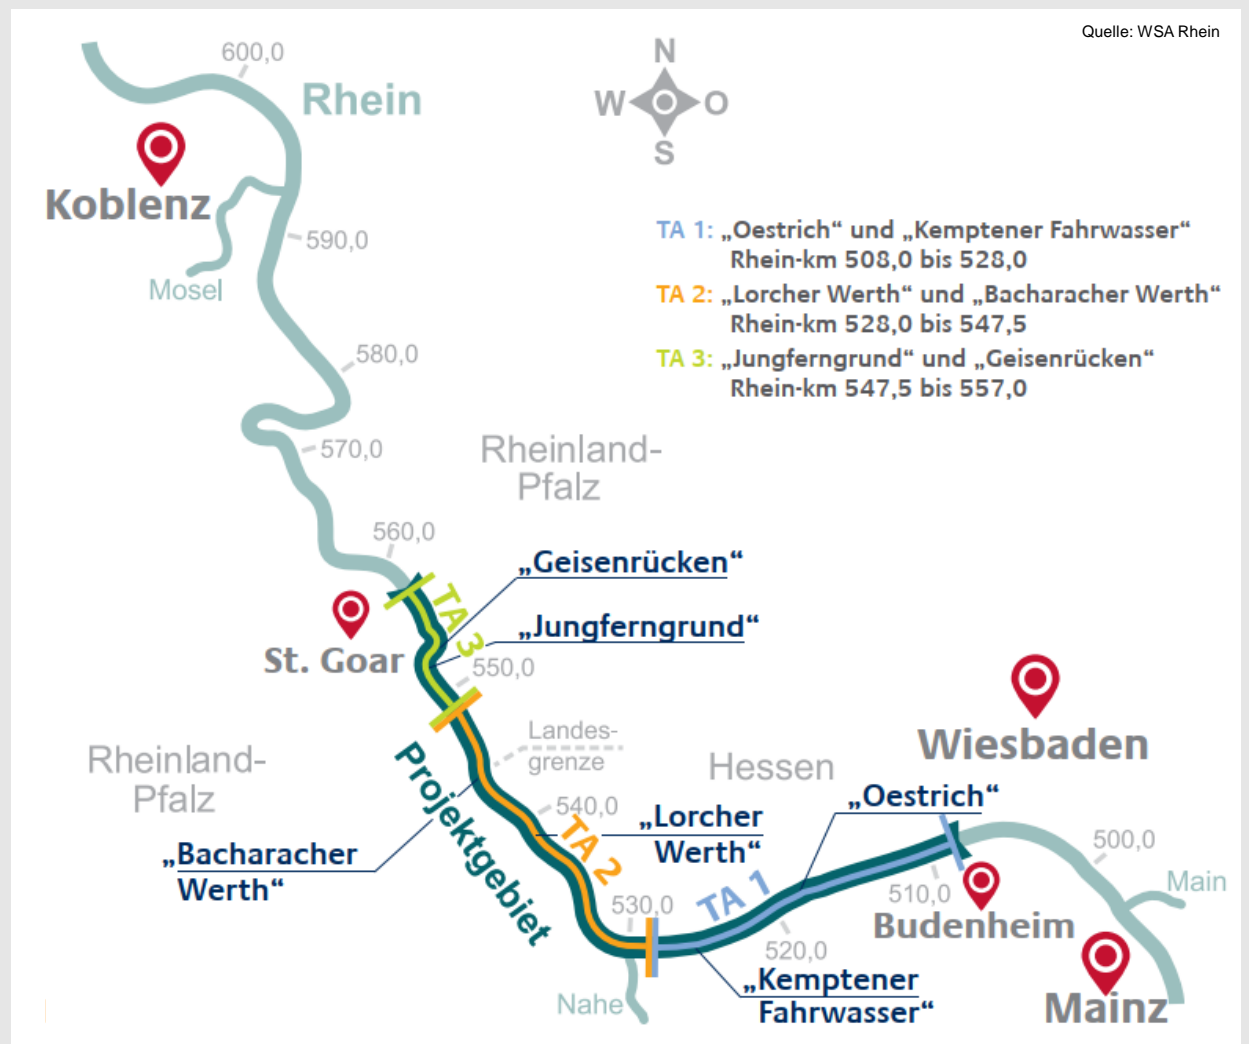 Quelle: WSA Rhein
N
W O
S
600,0
Rhein
Koblenz
590,0
Mosel
TA 1: „Oestrich“ und „Kemptener Fahrwasser“
Rhein-km 508,0 bis 528,0
TA 2: „Lorcher Werth“ und „Bacharacher Werth“
Rhein-km 528,0 bis 547,5
TA 3: „Jungferngrund“ und „Geisenrücken“
Rhein-km 547,5 bis 557,0
580,0
570,0
Rheinland-
Pfalz
560,0
„Geisenrücken“
TA 3
„Jungferngrund“
St. Goar
550,0
Landes-
grenze
Rheinland-
Pfalz
Projektgebiet
Hessen
Wiesbaden
„Oestrich“
540,0
„Lorcher
Werth“
TA 2
„Bacharacher
Werth“
500,0
Main
TA 1
510,0
530,0
Budenheim
520,0
„Kemptener
Fahrwasser“
Nahe
Mainz